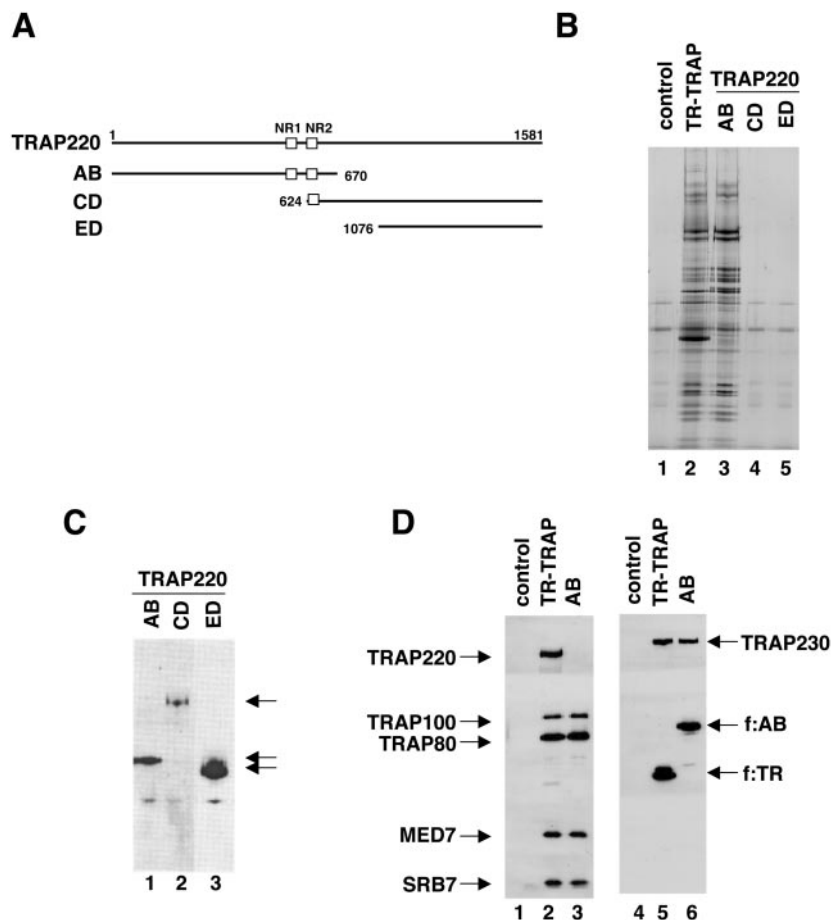 A
1
NR1 NR2
1581
TRAP220
AB
670
CD
624
ED
1076
B
control
TR-TRAP
TRAP220
AB
CD
ED
1 2 3 4 5
C
TRAP220
AB
CD
ED
1 2 3
D
control
TR-TRAP
AB
control
TR-TRAP
AB
TRAP220
TRAP100
TRAP80
MED7
SRB7
TRAP230
f:AB
f:TR
1 2 3
4 5 6